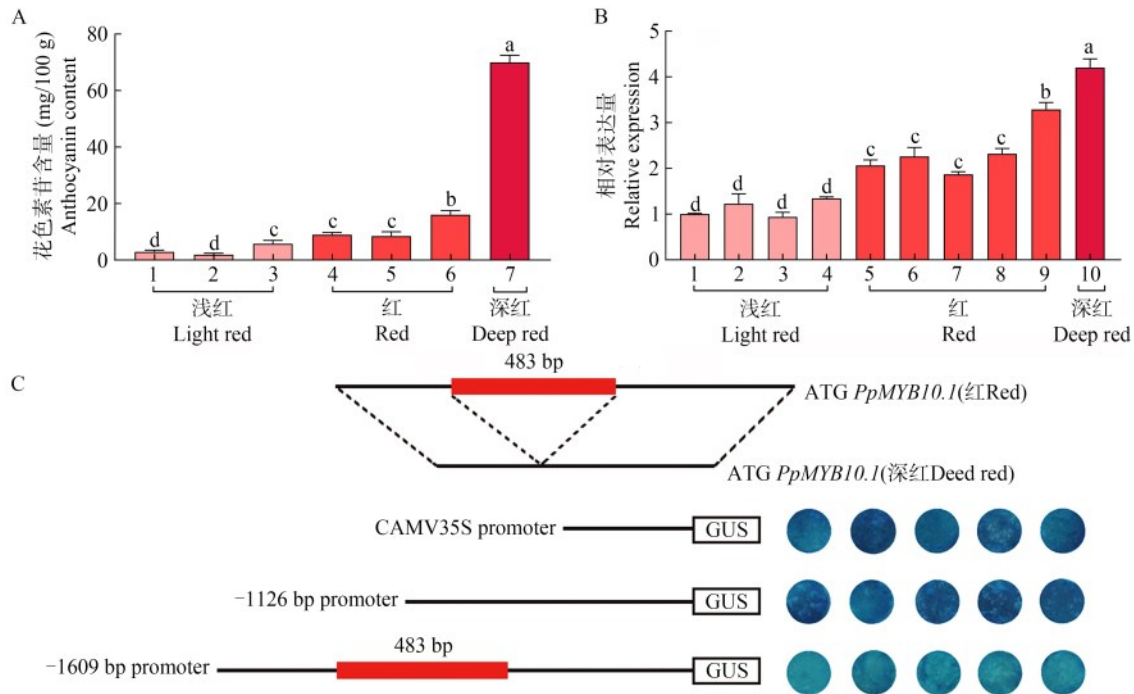 A
花色素苷含量 (mg/100 g)
Anthocyanin content
80
60
40
20
0
d
d
c
c
c
b
a
1 2 3 4 5 6 7
浅红 红 深红
Light red Red Deep red
B
相对表达量
Relative expression
5
4
3
2
1
0
d
d
d
d
c
c
c
c
b
a
1 2 3 4 5 6 7 8 9 10
浅红 红 深红
Light red Red Deep red
C
483 bp
ATG PpMYB10.1(红Red)
ATG PpMYB10.1(深红Deed red)
CAMV35S promoter GUS
−1126 bp promoter GUS
483 bp
−1609 bp promoter GUS